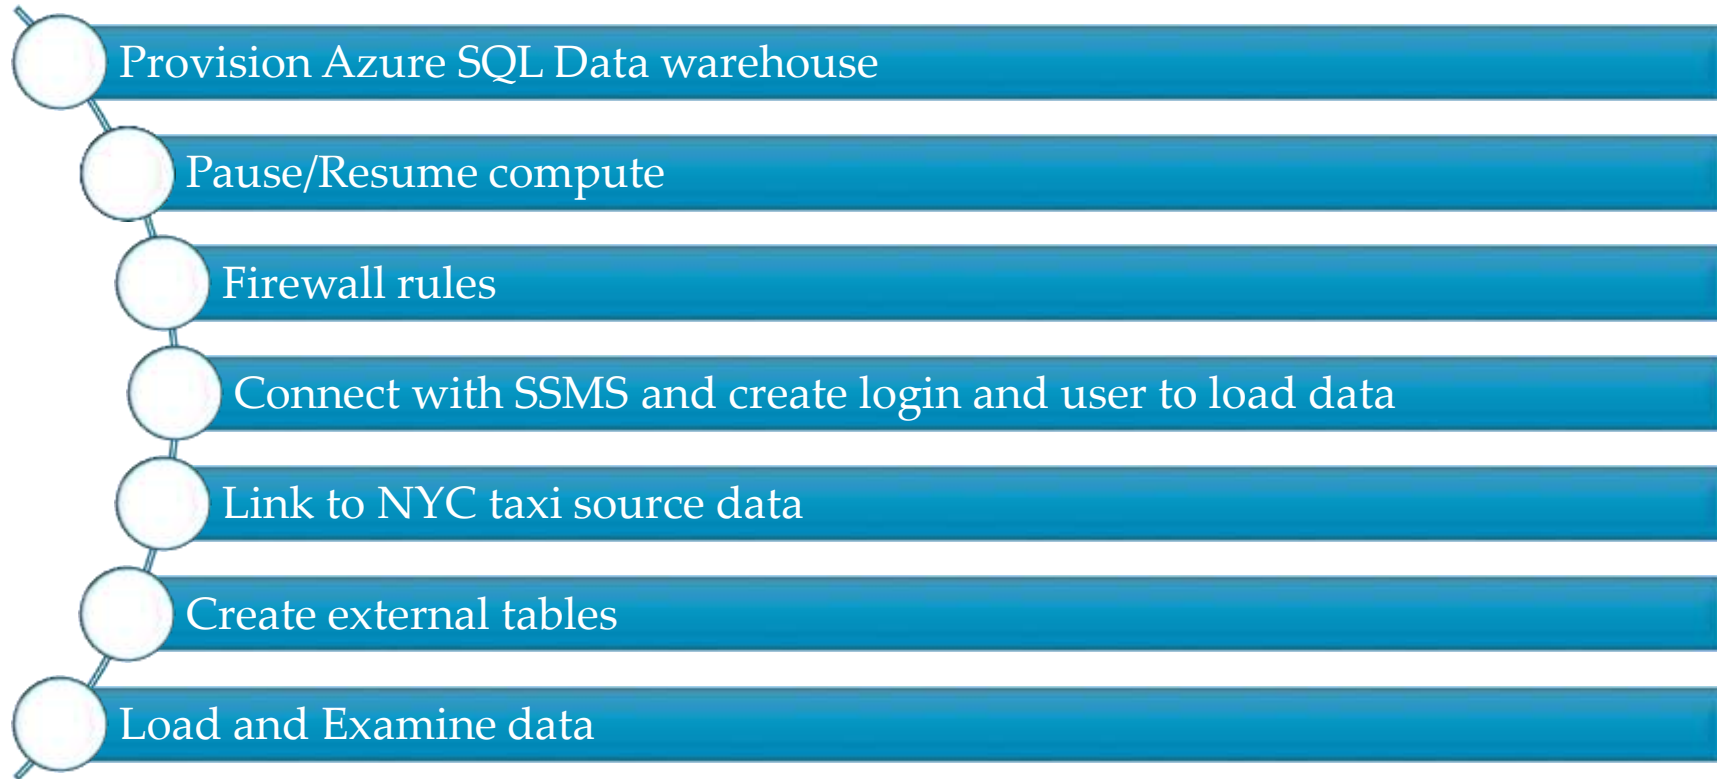 Provision Azure SQL Data warehouse
Pause/Resume compute
Firewall rules
Connect with SSMS and create login and user to load data
Link to NYC taxi source data
Create external tables
Load and Examine data